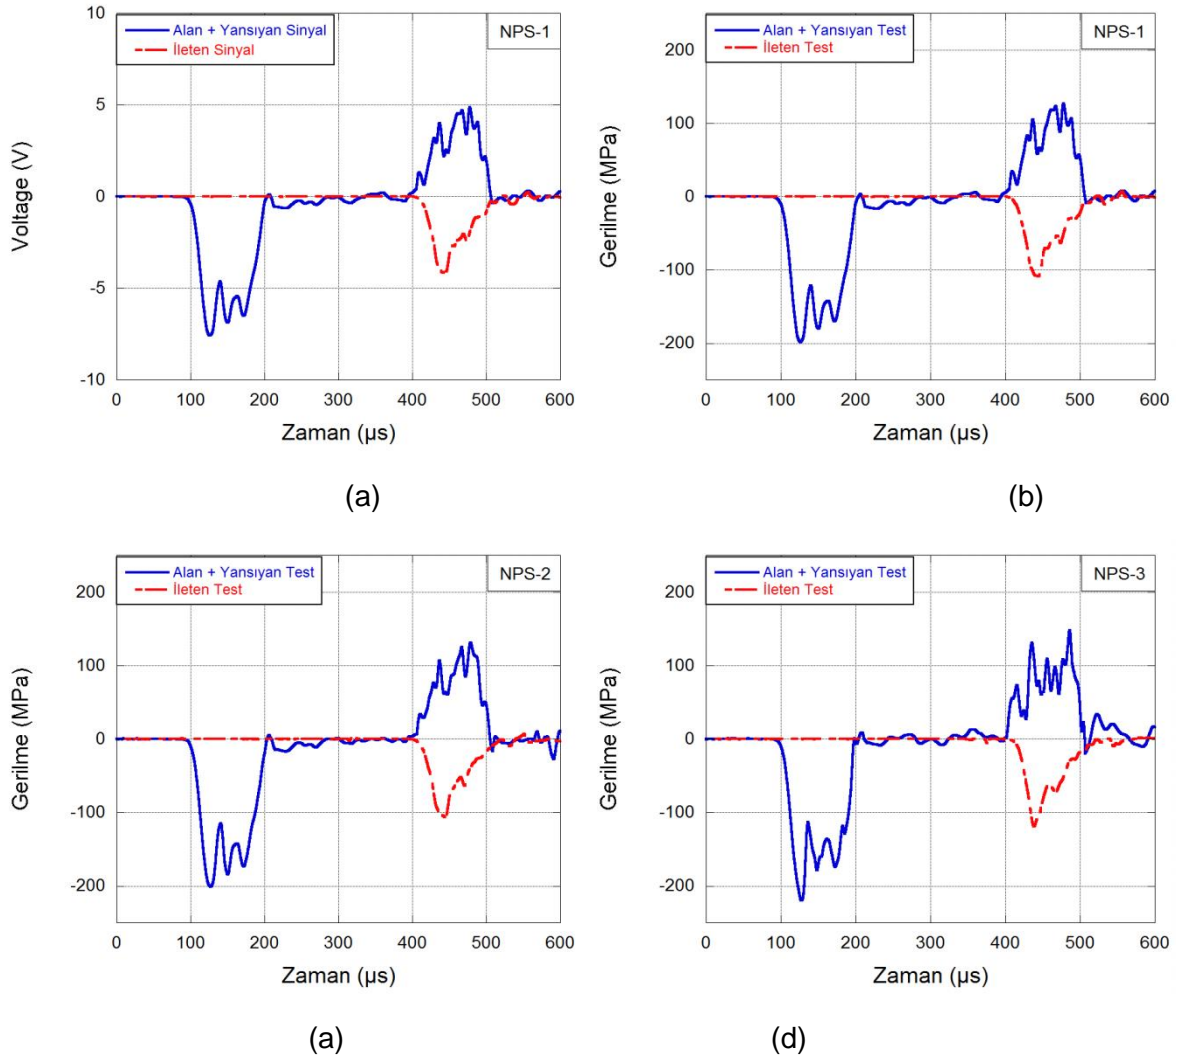 10
5
0
-5
-10
Voltage (V)
Alan + Yansıyan Sinyal
İleten Sinyal
NPS-1
0 100 200 300 400 500 600
Zaman (µs)
(a)
200
100
0
-100
-200
Gerilme (MPa)
Alan + Yansıyan Test
İleten Test
NPS-1
0 100 200 300 400 500 600
Zaman (µs)
(b)
200
100
0
-100
-200
Gerilme (MPa)
Alan + Yansıyan Test
İleten Test
NPS-2
0 100 200 300 400 500 600
Zaman (µs)
(a)
200
100
0
-100
-200
Gerilme (MPa)
Alan + Yansıyan Test
İleten Test
NPS-3
0 100 200 300 400 500 600
Zaman (µs)
(d)